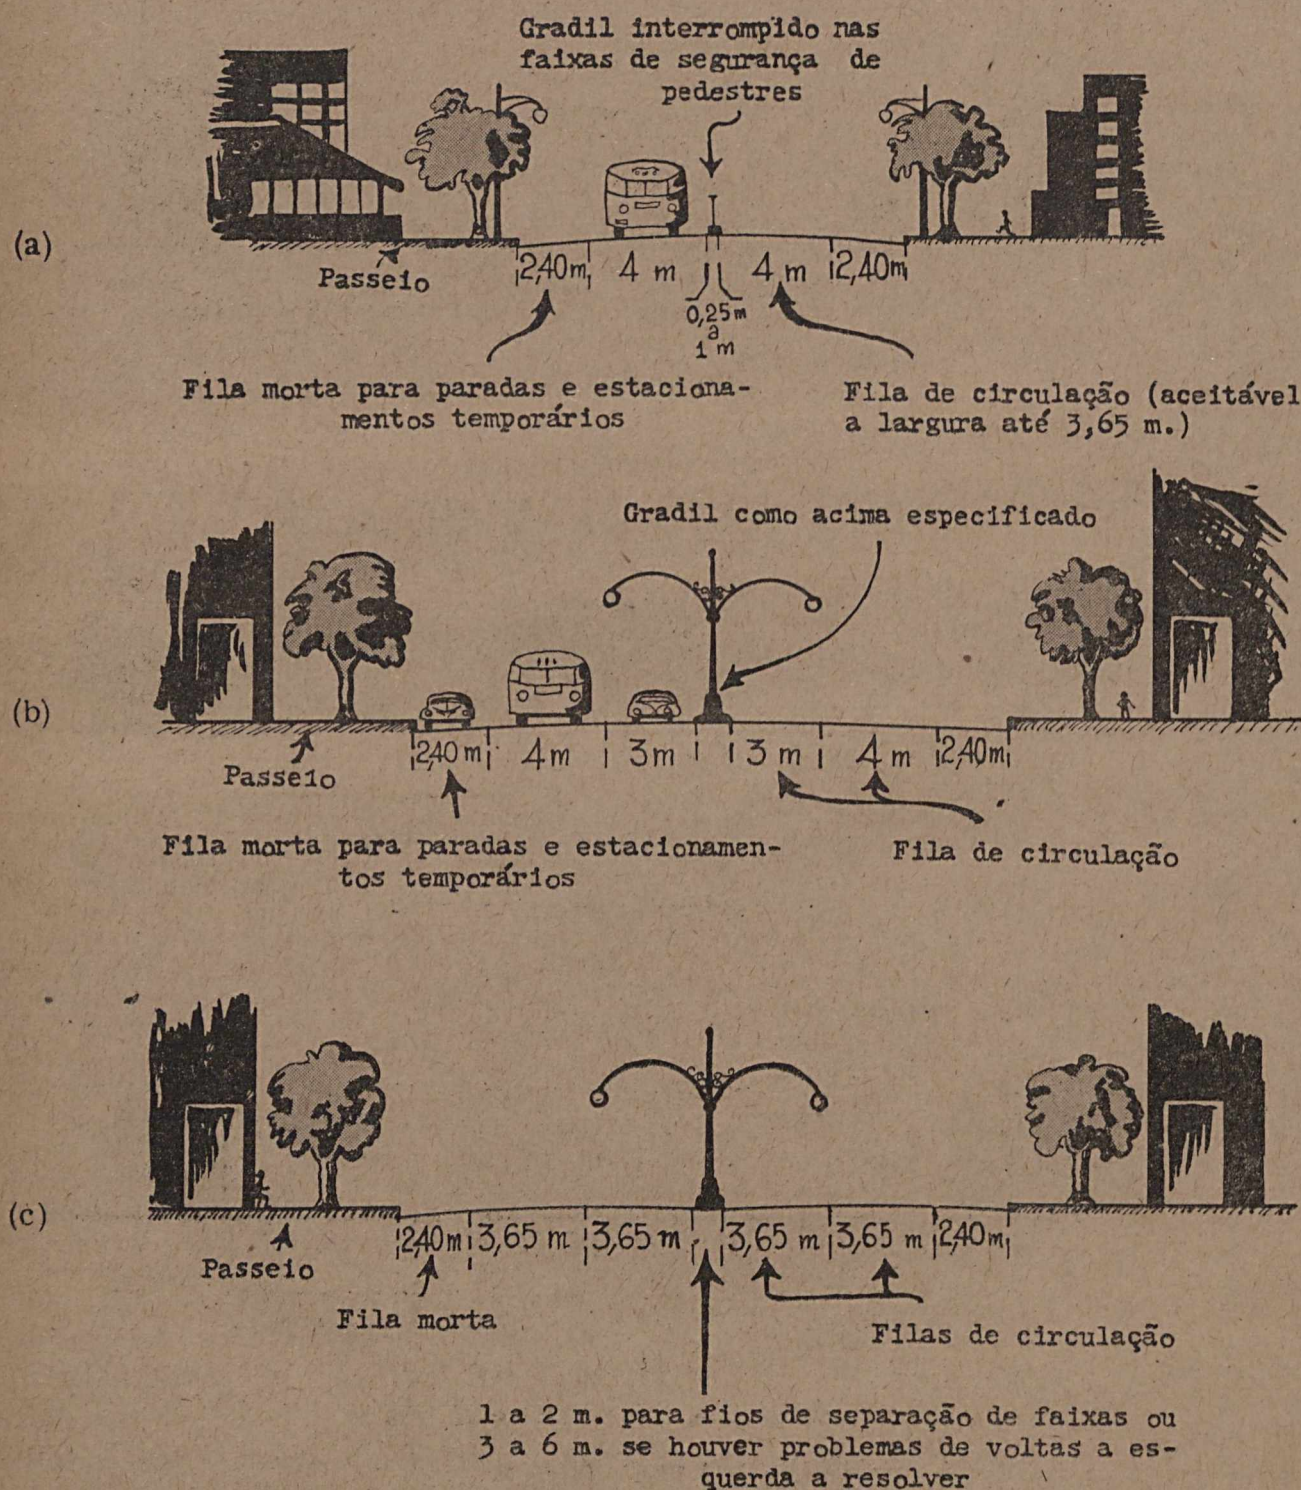 Gradil interrompido nas
faixas de segurança de
pedestres
(a)
Passeio
2,40m 4 m 4 m 2,40m
0,25m
a
1 m
Fila morta para paradas e estaciona-
mentos temporários
Fila de circulação (aceitável
a largura até 3,65 m.)
Gradil como acima especificado
(b)
2,40 m 4m 3m 3 m 4 m 2,40m
Passeio
Fila morta para paradas e estacionamen-
tos temporários
Fila de circulação
(c)
2,40m 3,65 m 3,65 m 3,65 m 3,65 m 2,40m
Passeio
Fila morta
Filas de circulação
1 a 2 m. para fios de separação de faixas ou
3 a 6 m. se houver problemas de voltas a es-
querda a resolver